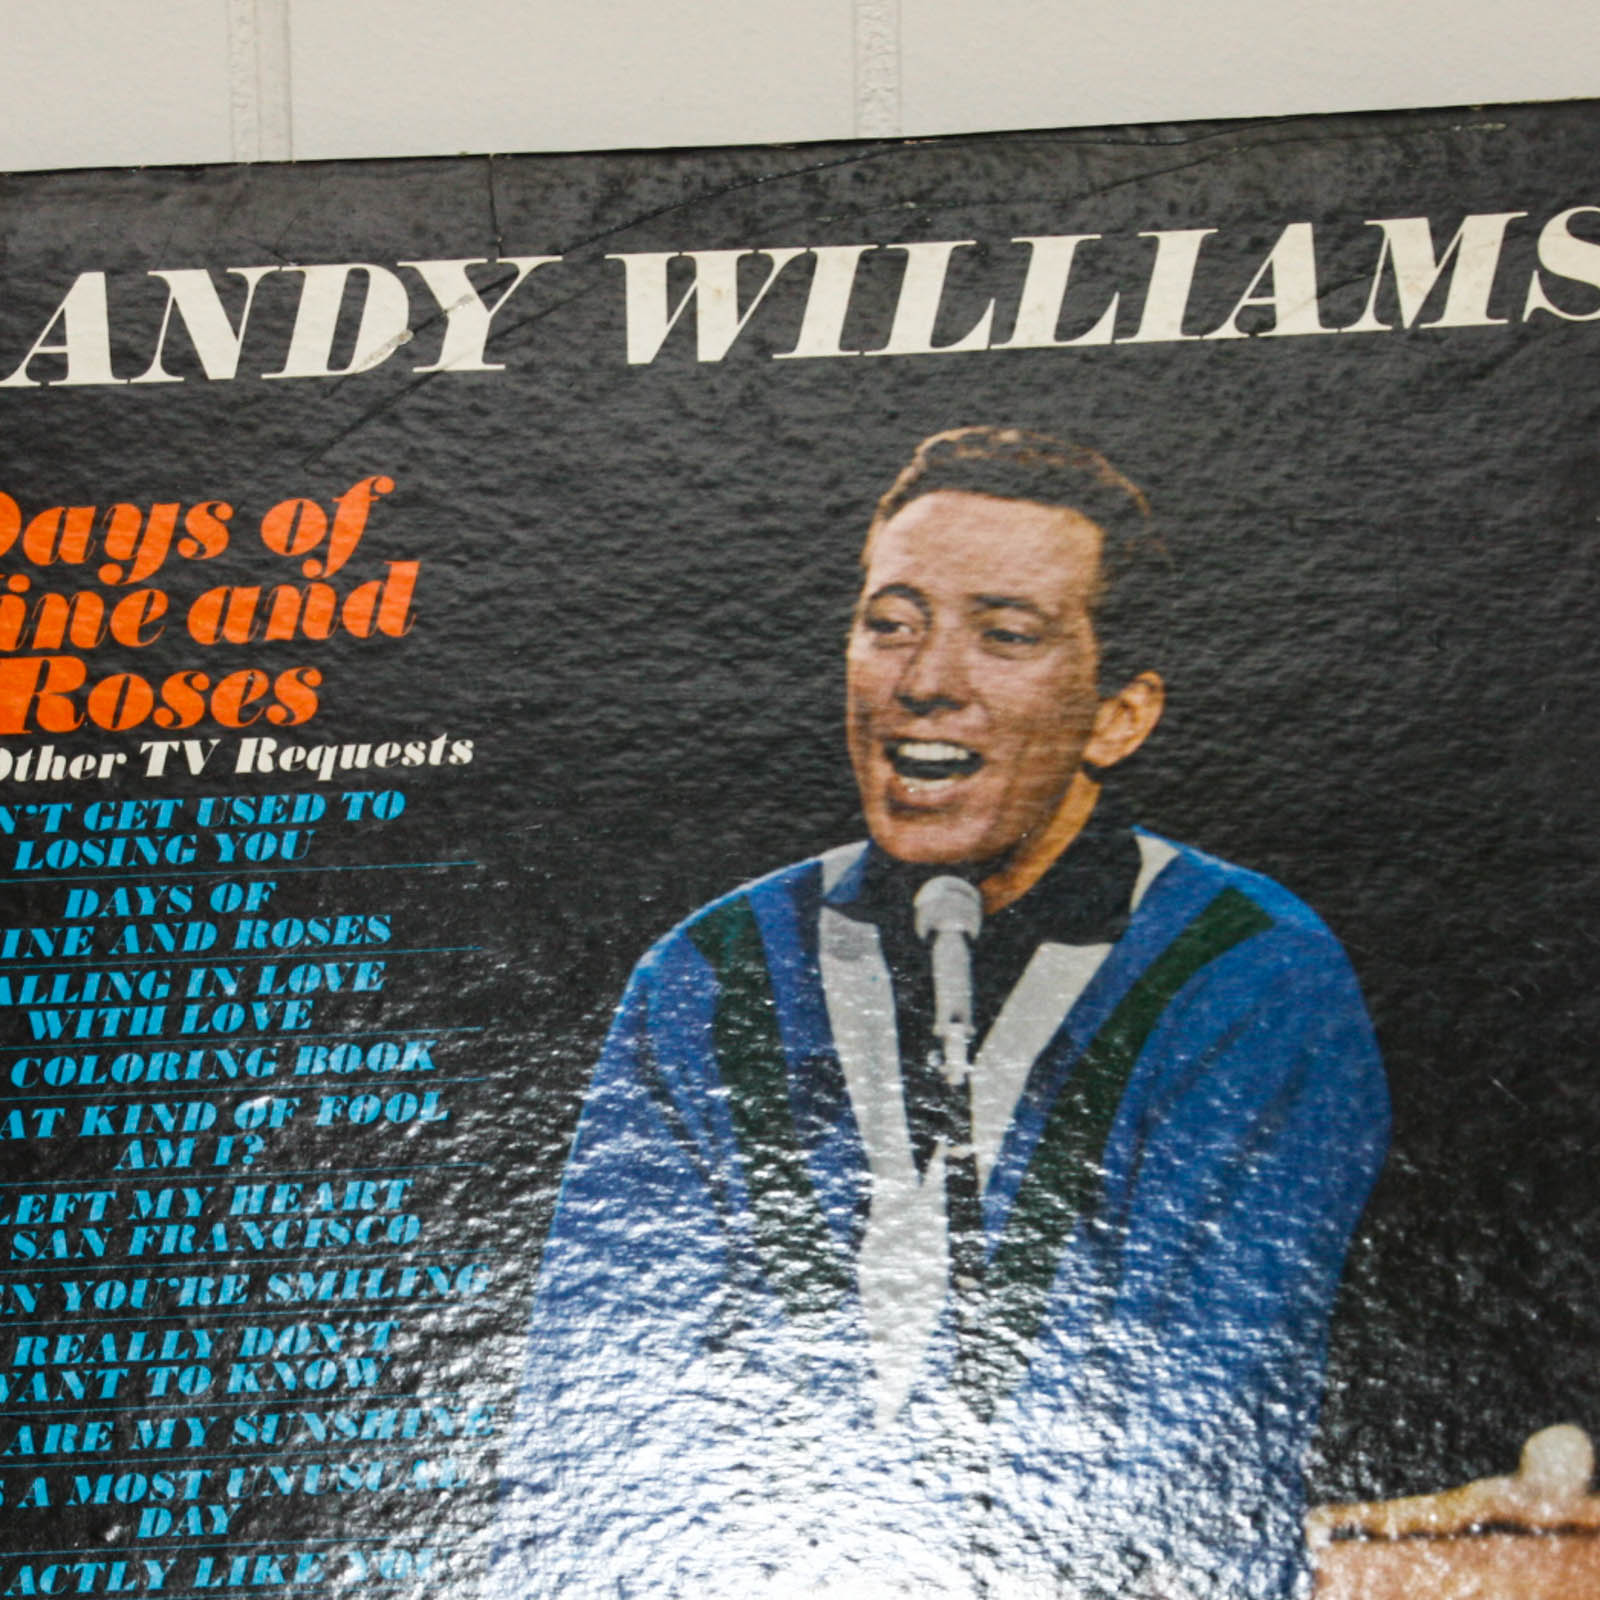 ANDY WILLIAMS
Days of
ine and
Roses
Other TV Requests
N'T GET USED TO
LOSING YOU
DAYS OF
INE AND ROSES
ALLING IN LOVE
WITH LOVE
COLORING BOOK
AT KIND OF FOOL
AM I?
LEFT MY HEART
SAN FRANCISCO
EN YOU'RE SMILING
REALLY DON'T
WANT TO KNOW
ARE MY SUNSHINE
S A MOST UNUSUAL
DAY
ACTLY LIKE YOU